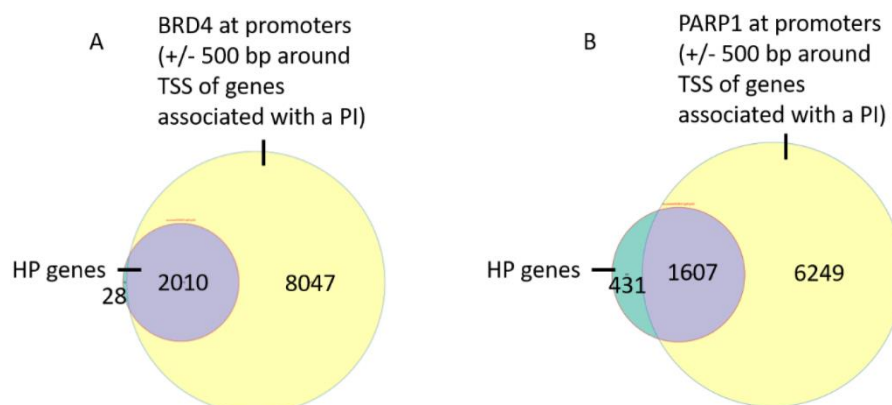 A
BRD4 at promoters
(+/- 500 bp around
TSS of genes
associated with a PI)
HP genes
28
2010
8047
B
PARP1 at promoters
(+/- 500 bp around
TSS of genes
associated with a PI)
HP genes
431
1607
6249